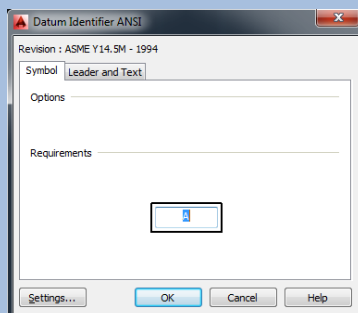 Datum Identifier ANSI
Revision : ASME Y14.5M - 1994
Symbol Leader and Text
Options
Requirements
A
Settings... OK Cancel Help